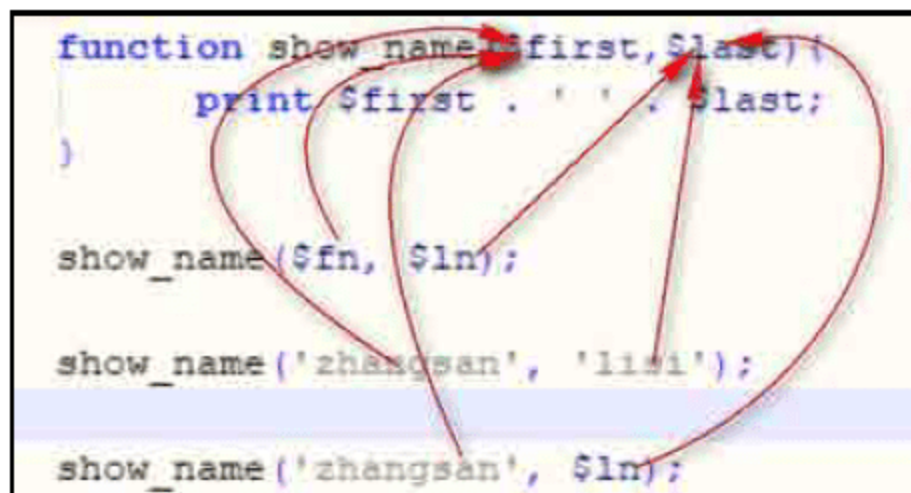 function show_name($first,$last){
print $first . ' ' . $last;
}
show_name($fn, $ln);
show_name('zhangsan', 'lisi');
show_name('zhangsan', $ln);